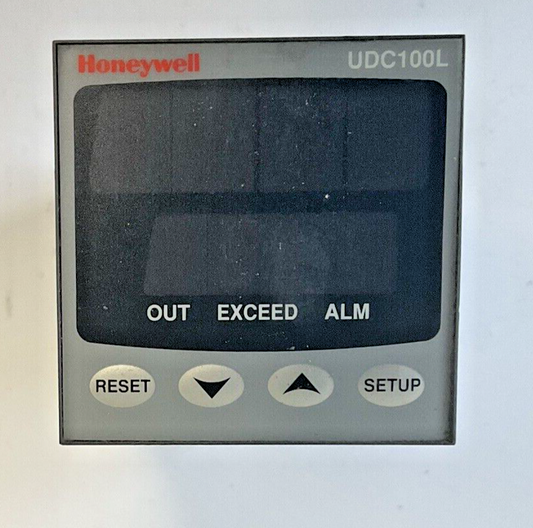 Honeywell UDC100L
OUT EXCEED ALM
RESET SETUP